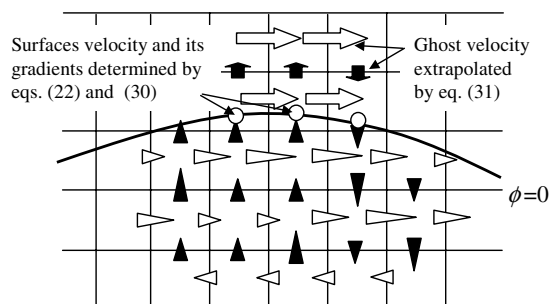 Surfaces velocity and its
gradients determined by
eqs. (22) and (30)
Ghost velocity
extrapolated
by eq. (31)
ϕ=0